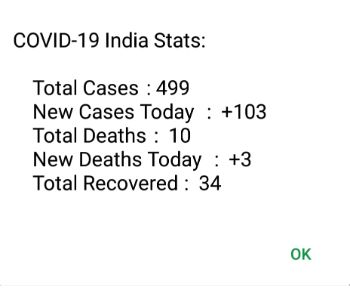 COVID-19 India Stats:
Total Cases : 499
New Cases Today : +103
Total Deaths : 10
New Deaths Today : +3
Total Recovered : 34
OK